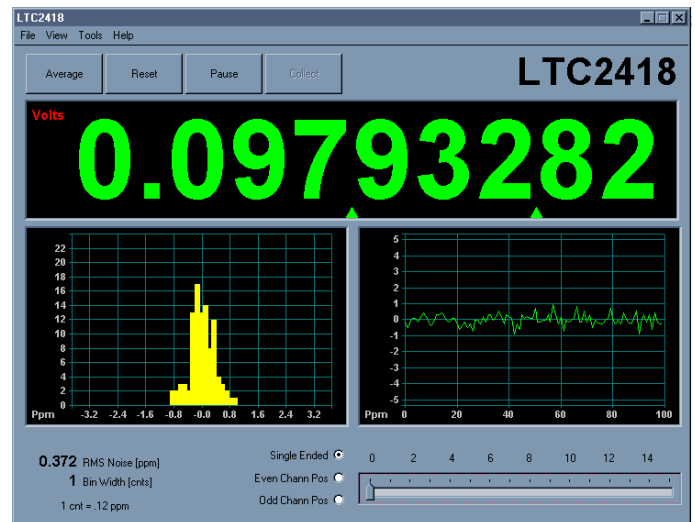 LTC2418
File View Tools Help
Average Reset Pause Collect
LTC2418
Volts
0.09793282
22
20
18
16
14
12
10
8
6
4
2
0
Ppm -3.2 -2.4 -1.6 -0.8 -0.0 0.8 1.6 2.4 3.2
5
4
3
2
1
0
-1
-2
-3
-4
-5
Ppm 0 20 40 60 80 100
0.372 RMS Noise [ppm]
1 Bin Width [cnts]
1 cnt = .12 ppm
Single Ended
Even Chann Pos
Odd Chann Pos
0 2 4 6 8 10 12 14